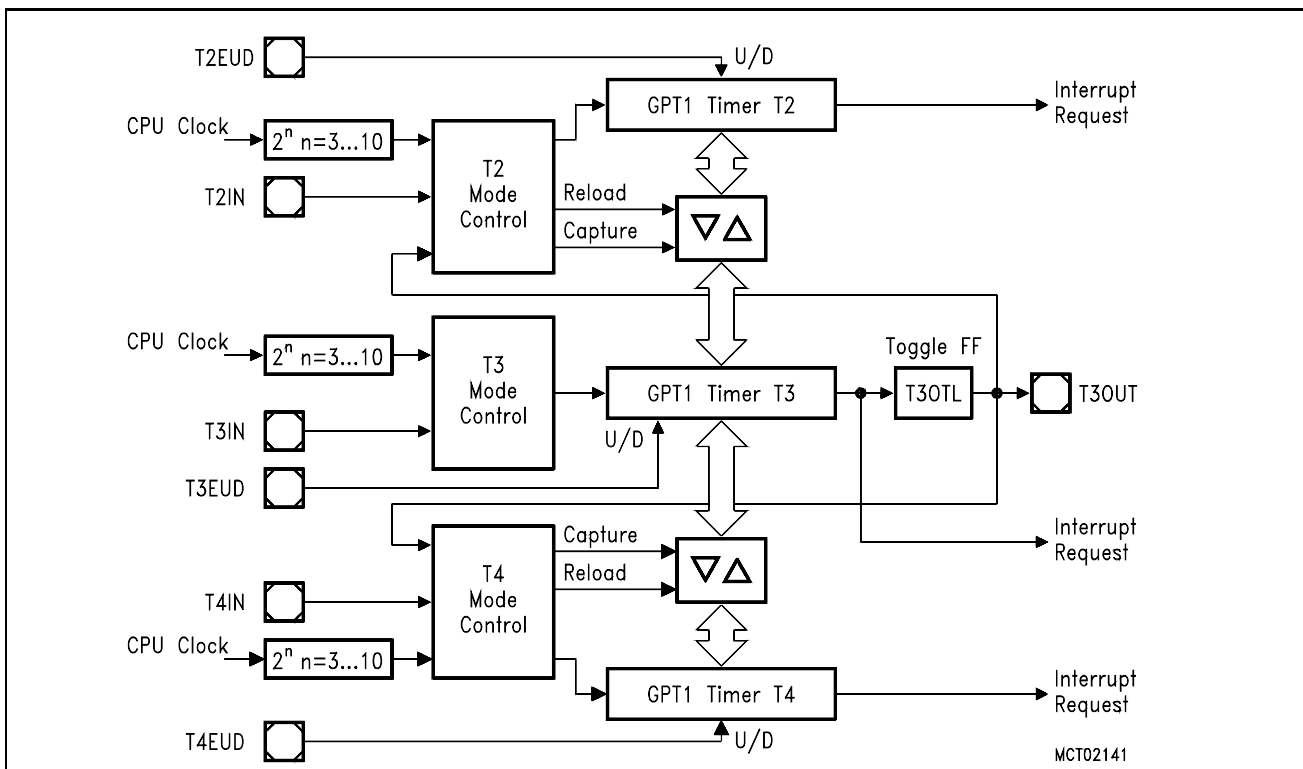 T2EUD
U/D
GPT1 Timer T2
Interrupt
Request
CPU Clock
2ⁿ n=3...10
T2
Mode
Control
T2IN
Reload
Capture
CPU Clock
2ⁿ n=3...10
T3
Mode
Control
Toggle FF
GPT1 Timer T3
T3OTL
T3OUT
T3IN
U/D
T3EUD
Interrupt
Request
Capture
Reload
T4
Mode
Control
T4IN
CPU Clock
2ⁿ n=3...10
GPT1 Timer T4
Interrupt
Request
T4EUD
U/D
MCT02141